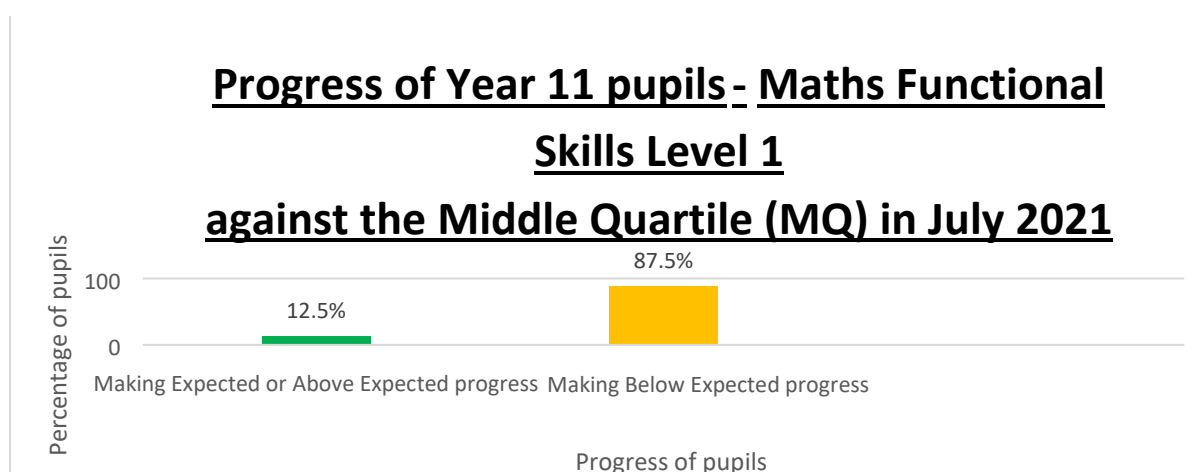 Progress of Year 11 pupils - Maths Functional
Skills Level 1
against the Middle Quartile (MQ) in July 2021
Percentage of pupils
100
0
12.5%
87.5%
Making Expected or Above Expected progress
Making Below Expected progress
Progress of pupils